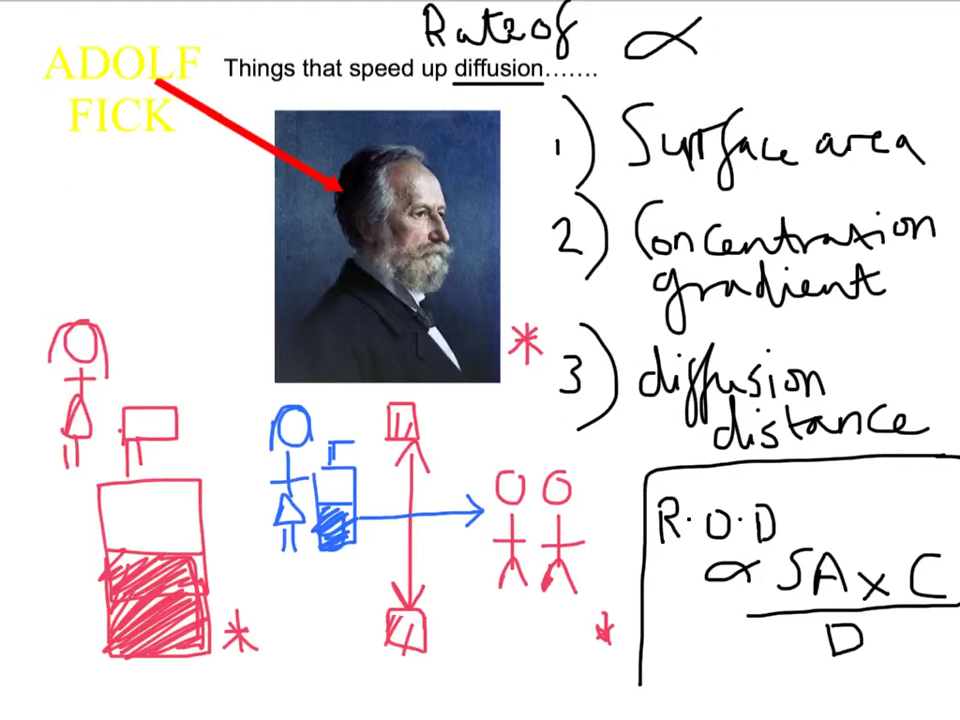 Rate of ∝
ADOLF
FICK
Things that speed up diffusion…….
1) Surface area
2) Concentration
gradient
3) diffusion
distance
R.O.D
∝ SA x C
D